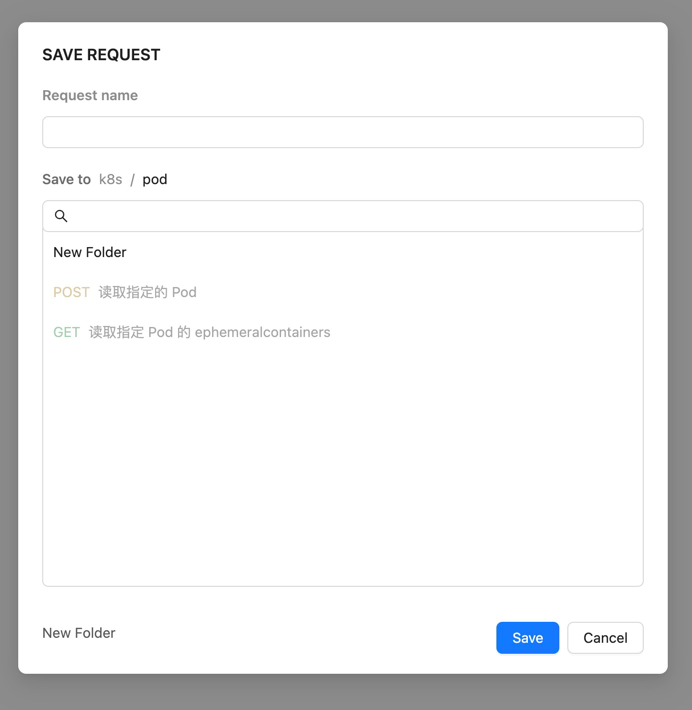 SAVE REQUEST
Request name
Save to k8s / pod
New Folder
POST 读取指定的 Pod
GET 读取指定 Pod 的 ephemeralcontainers
New Folder
Save
Cancel